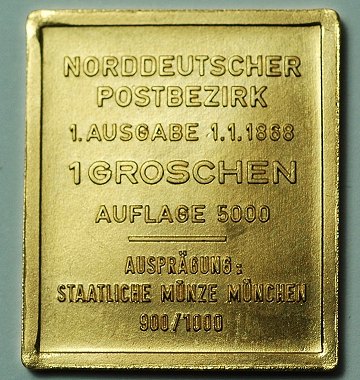 NORDDEUTSCHER
POSTBEZIRK
1. AUSGABE 1.1.1868
1 GROSCHEN
AUFLAGE 5000
AUSPRÄGUNG:
STAATLICHE MÜNZE MÜNCHEN
900/1000